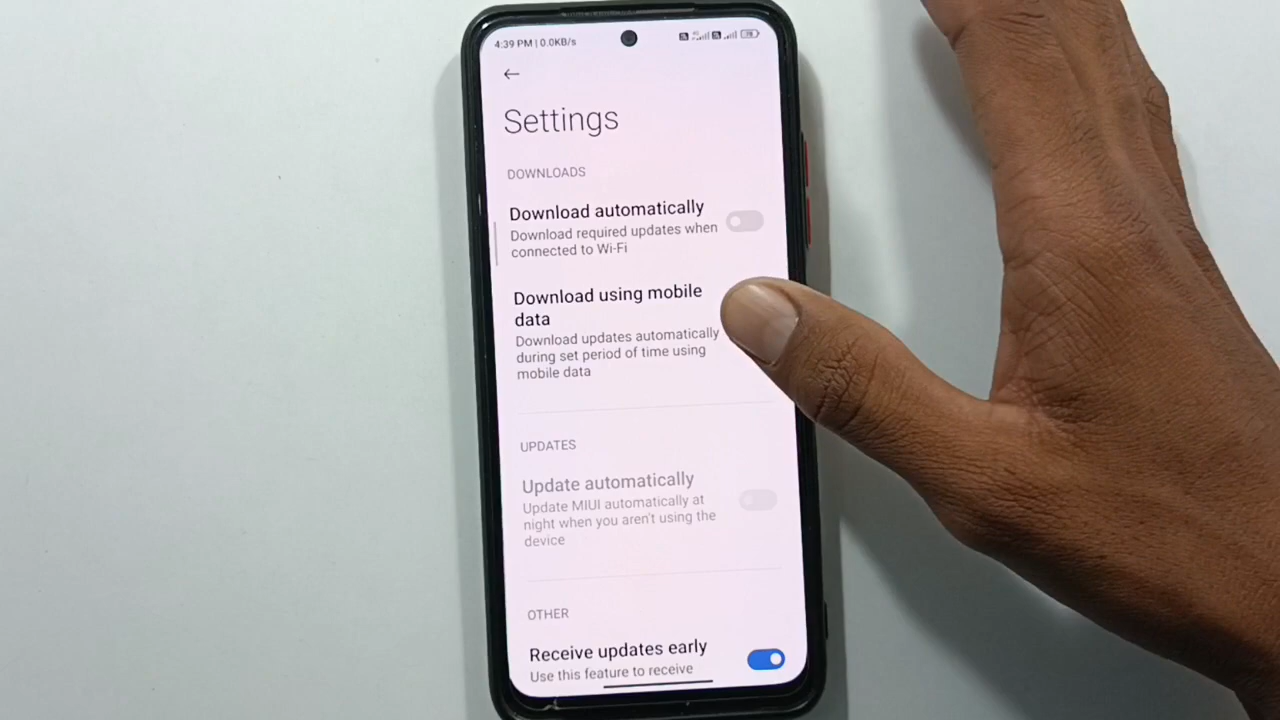 4:39 PM | 0.0KB/s
Settings
DOWNLOADS
Download automatically
Download required updates when
connected to Wi-Fi
Download using mobile
data
Download updates automatically
during set period of time using
mobile data
UPDATES
Update automatically
Update MIUI automatically at
night when you aren't using the
device
OTHER
Receive updates early
Use this feature to receive